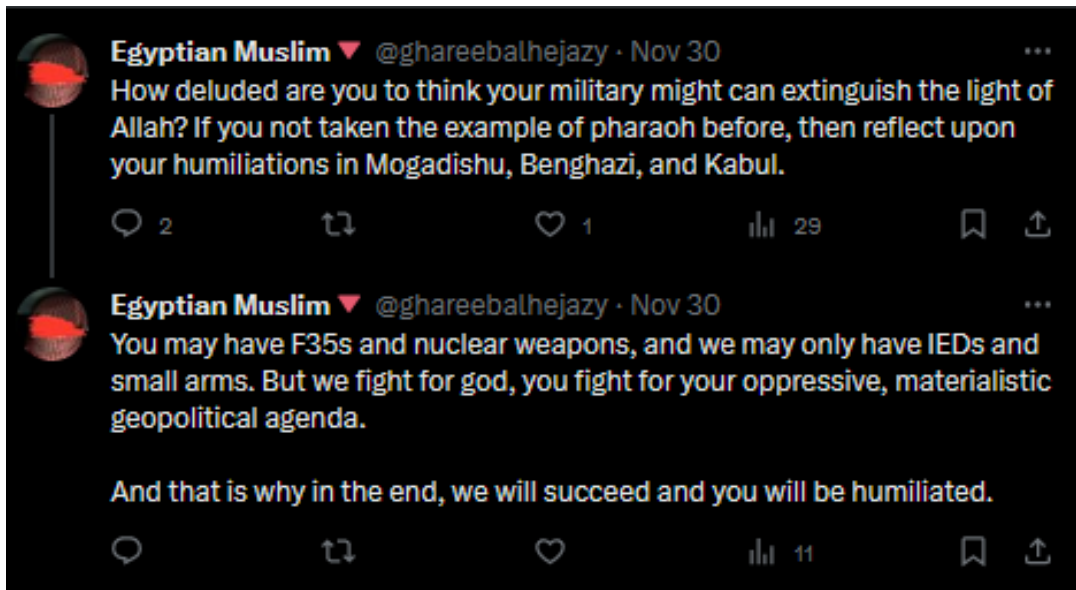 Egyptian Muslim🔻 @ghareebalhejazy · Nov 30
How deluded are you to think your military might can extinguish the light of
Allah? If you not taken the example of pharaoh before, then reflect upon
your humiliations in Mogadishu, Benghazi, and Kabul.
2 1 29
Egyptian Muslim🔻 @ghareebalhejazy · Nov 30
You may have F35s and nuclear weapons, and we may only have IEDs and
small arms. But we fight for god, you fight for your oppressive, materialistic
geopolitical agenda.
And that is why in the end, we will succeed and you will be humiliated.
11